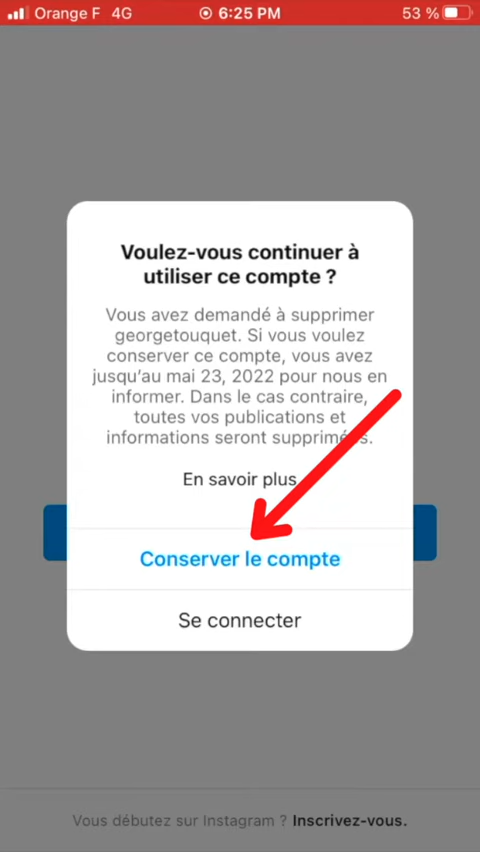 Orange F 4G 6:25 PM 53 %
Voulez-vous continuer à
utiliser ce compte ?
Vous avez demandé à supprimer
georgetouquet. Si vous voulez
conserver ce compte, vous avez
jusqu'au mai 23, 2022 pour nous en
informer. Dans le cas contraire,
toutes vos publications et
informations seront supprimées.
En savoir plus
Conserver le compte
Se connecter
Vous débutez sur Instagram ? Inscrivez-vous.